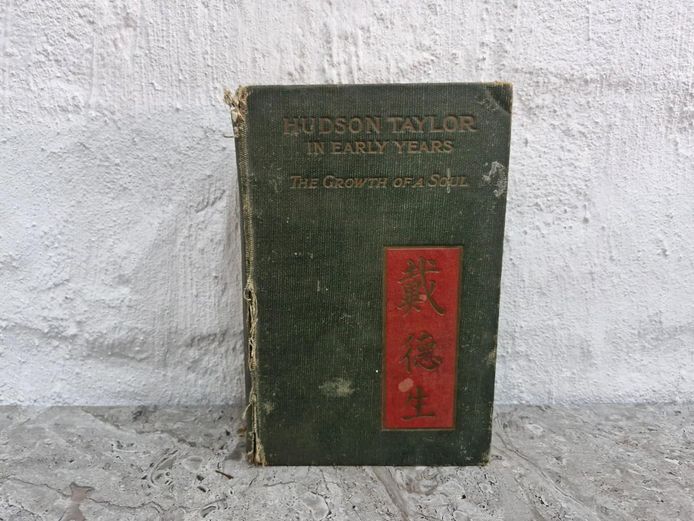 HUDSON TAYLOR
IN EARLY YEARS
THE GROWTH OF A SOUL
戴德生